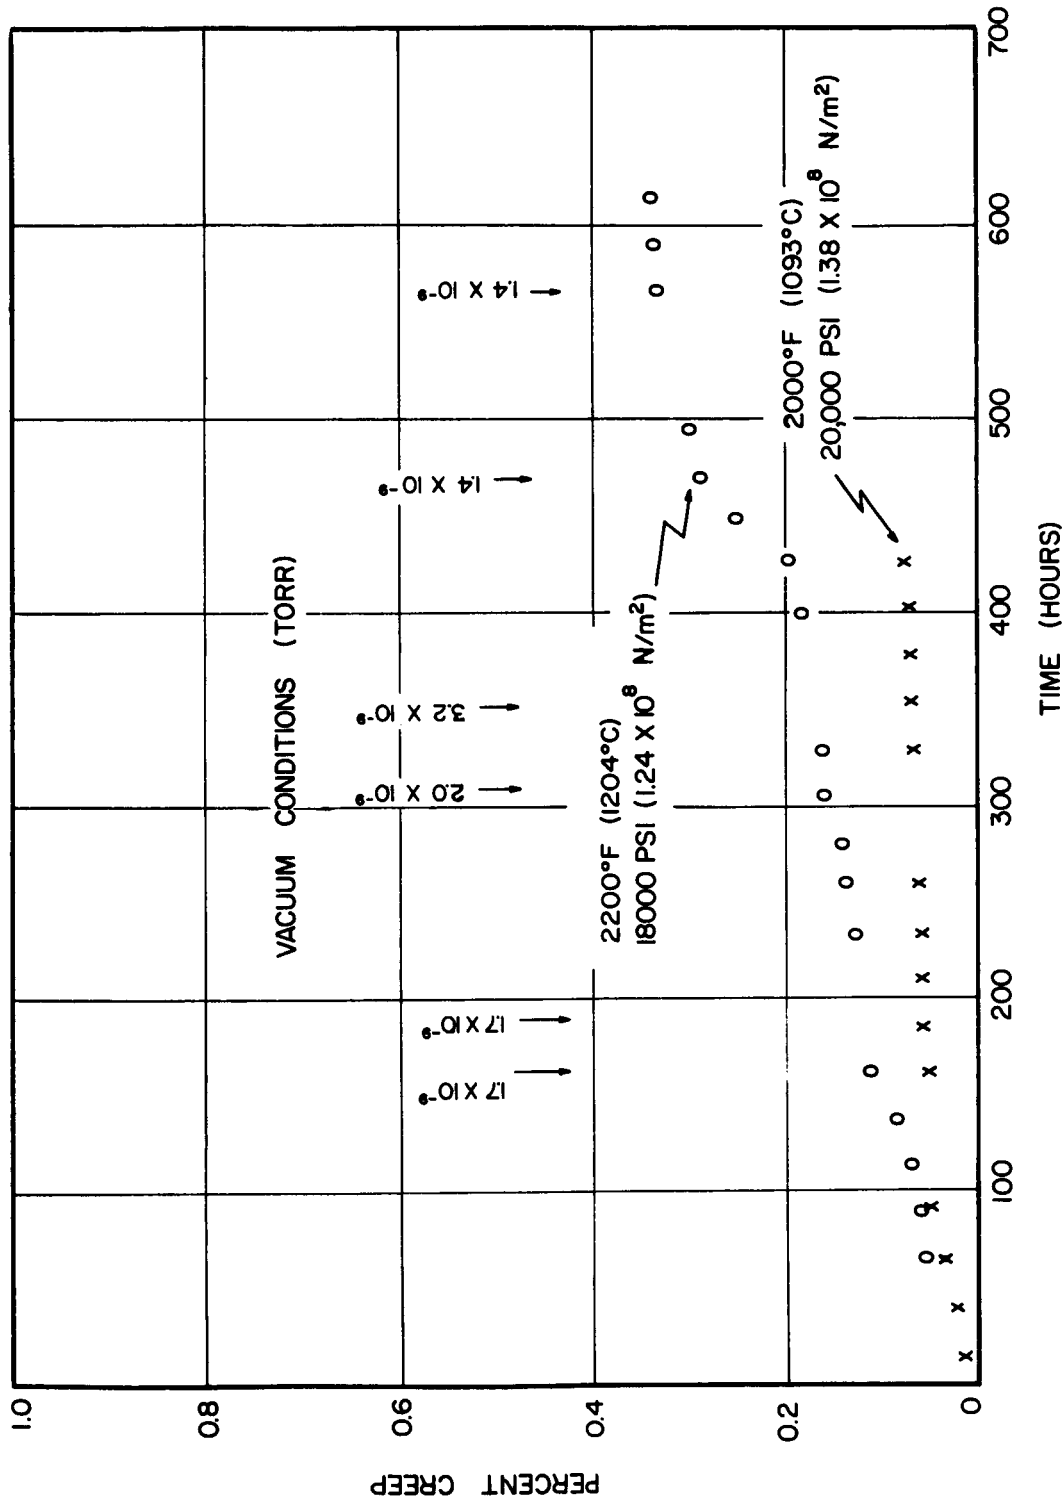 1.0
0.8
0.6
0.4
0.2
0
PERCENT CREEP
VACUUM CONDITIONS (TORR)
1.7 X 10⁻⁹
1.7 X 10⁻⁹
2.0 X 10⁻⁹
3.2 X 10⁻⁹
1.4 X 10⁻⁹
1.4 X 10⁻⁹
2200°F (1204°C)
18000 PSI (1.24 X 10⁸ N/m²)
2000°F (1093°C)
20,000 PSI (1.38 X 10⁸ N/m²)
100
200
300
400
500
600
700
TIME (HOURS)